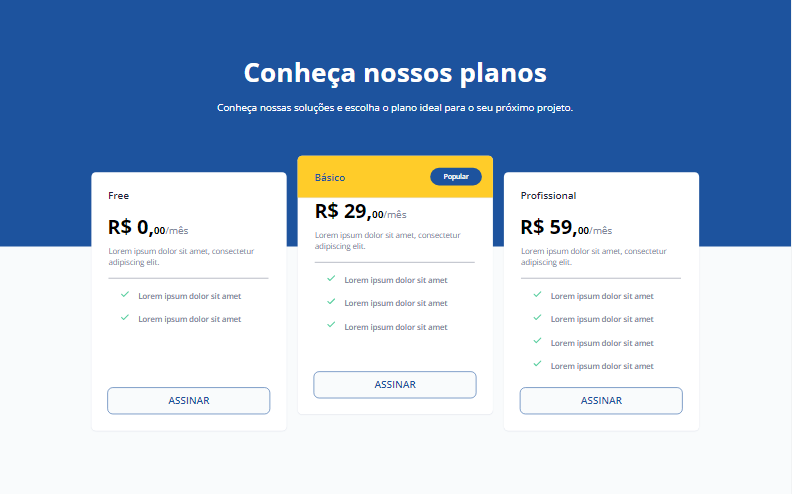 Conheça nossos planos
Conheça nossas soluções e escolha o plano ideal para o seu próximo projeto.
Free
R$ 0,00/mês
Lorem ipsum dolor sit amet, consectetur
adipiscing elit.
Lorem ipsum dolor sit amet
Lorem ipsum dolor sit amet
ASSINAR
Básico
Popular
R$ 29,00/mês
Lorem ipsum dolor sit amet, consectetur
adipiscing elit.
Lorem ipsum dolor sit amet
Lorem ipsum dolor sit amet
Lorem ipsum dolor sit amet
ASSINAR
Profissional
R$ 59,00/mês
Lorem ipsum dolor sit amet, consectetur
adipiscing elit.
Lorem ipsum dolor sit amet
Lorem ipsum dolor sit amet
Lorem ipsum dolor sit amet
Lorem ipsum dolor sit amet
ASSINAR